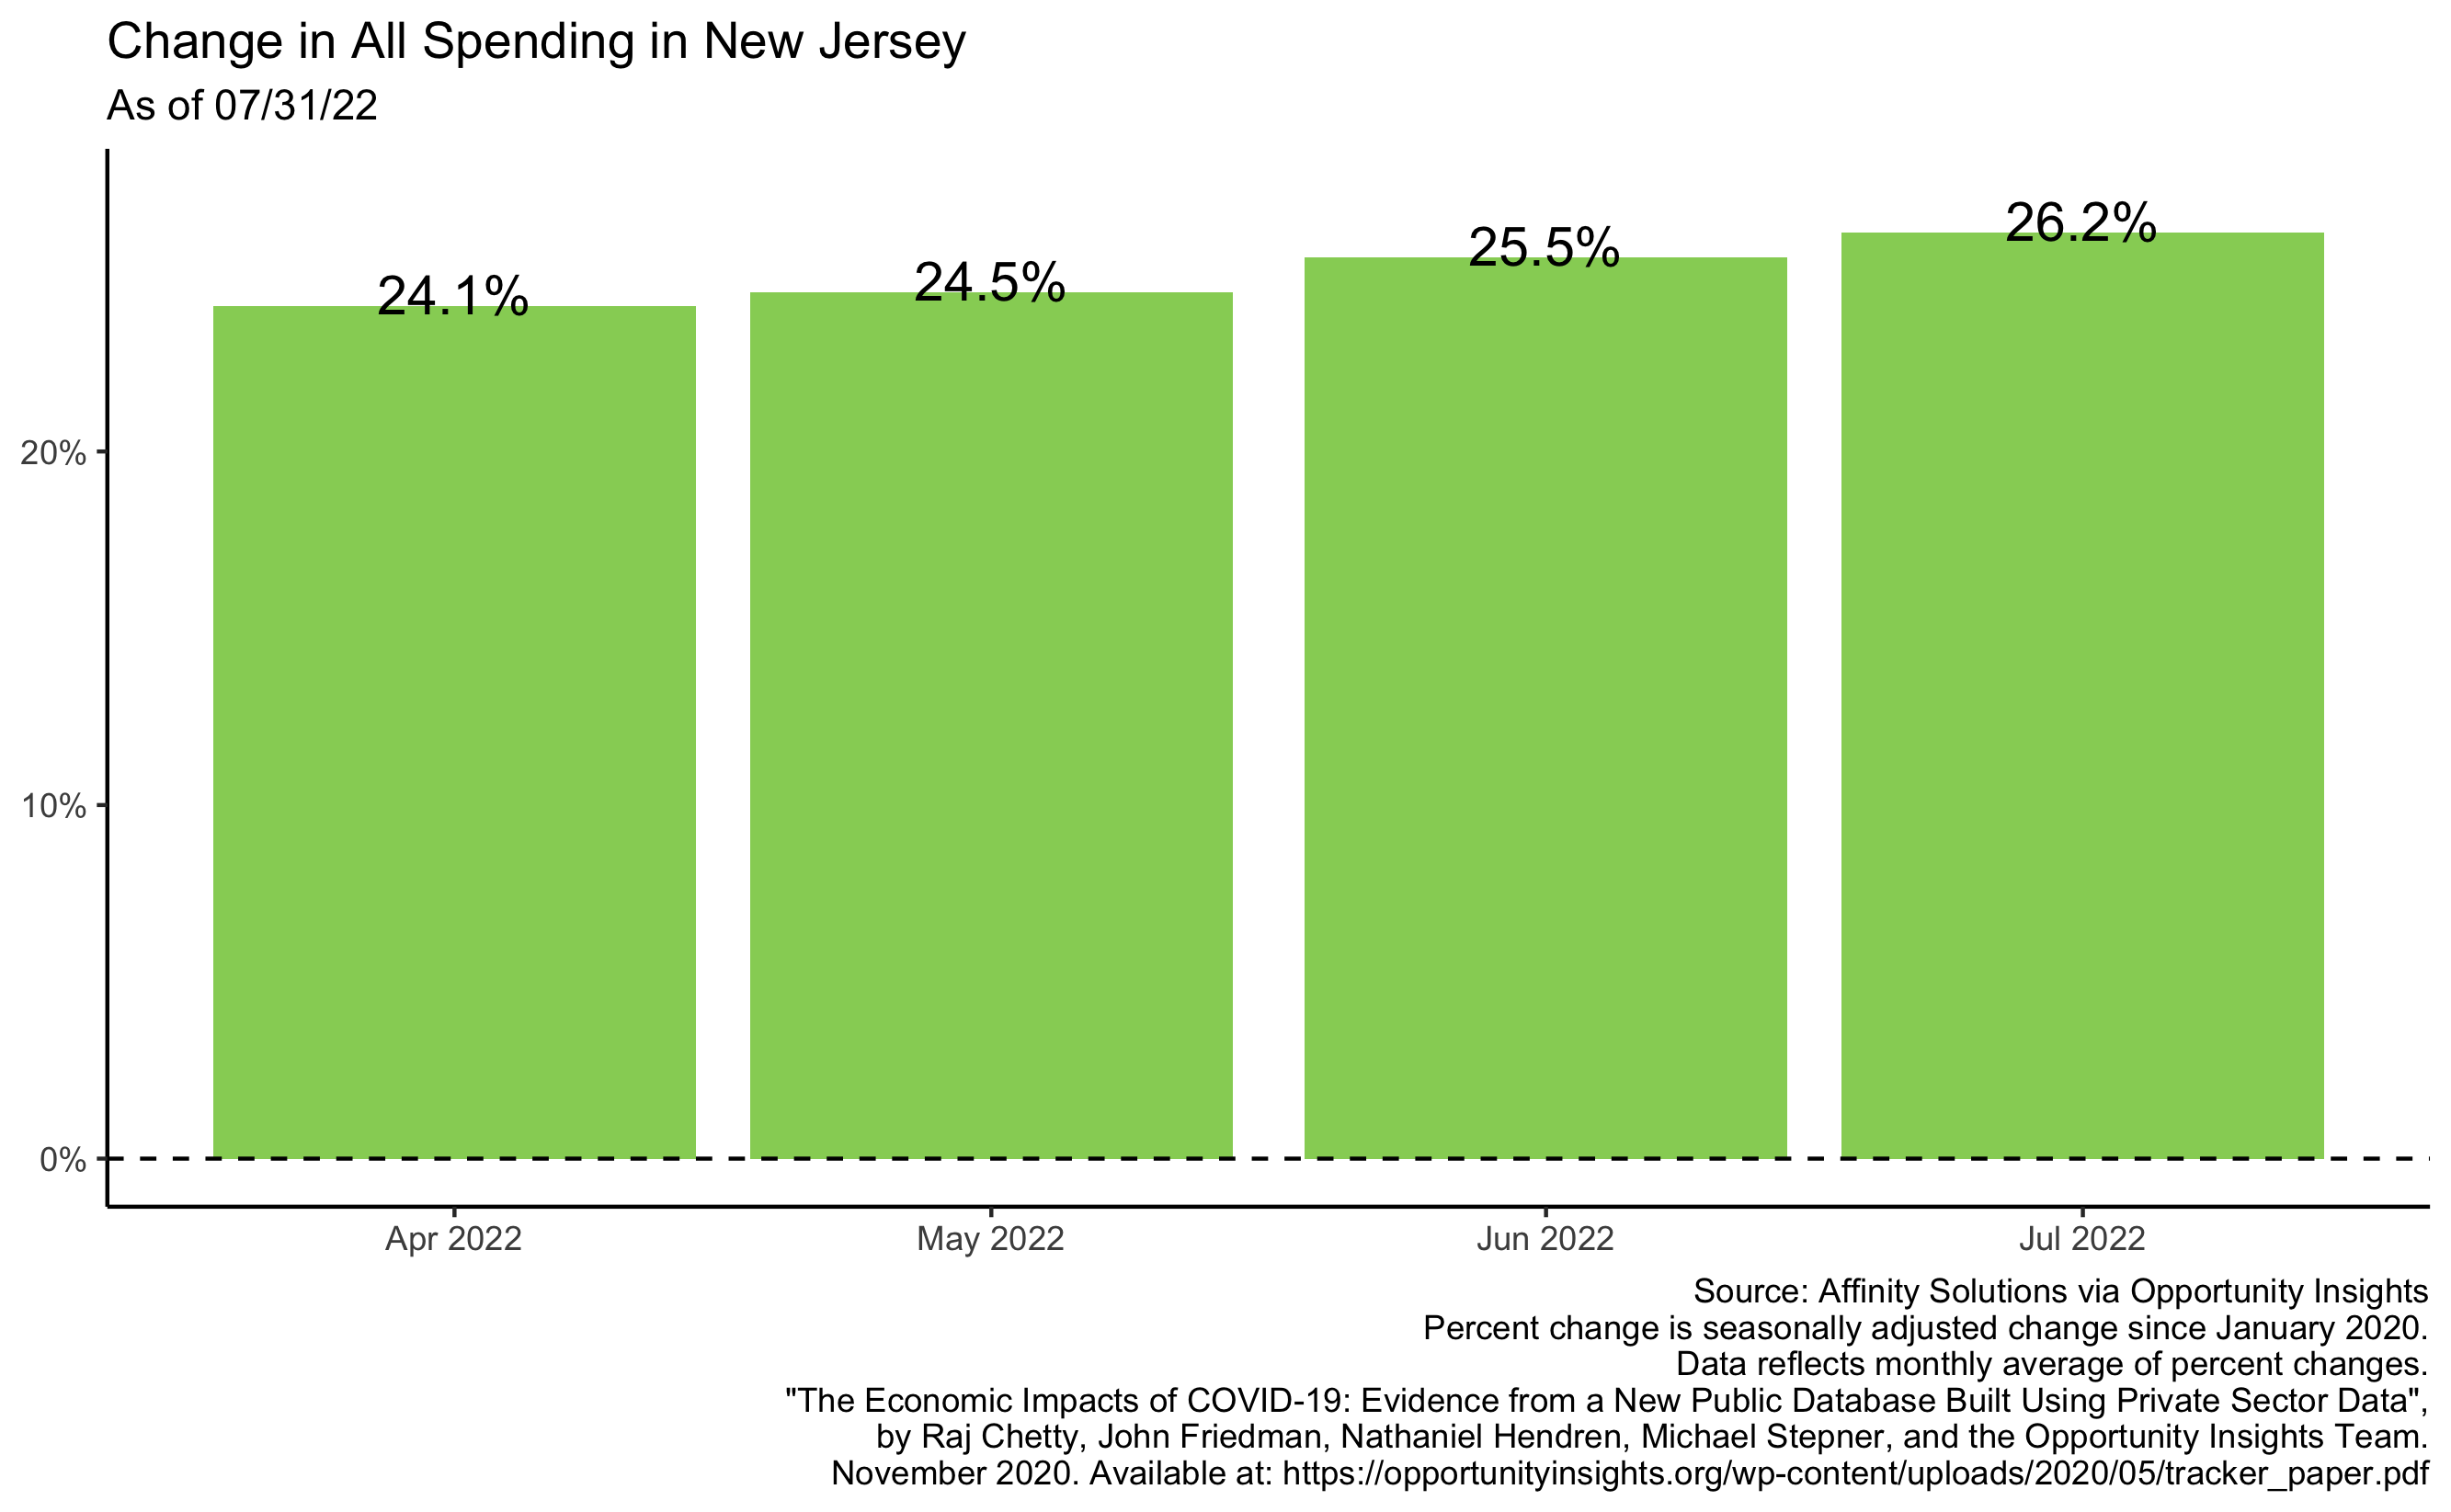 Change in All Spending in New Jersey
As of 07/31/22
24.1%
24.5%
25.5%
26.2%
20%
10%
0%
Apr 2022
May 2022
Jun 2022
Jul 2022
Source: Affinity Solutions via Opportunity Insights
Percent change is seasonally adjusted change since January 2020.
Data reflects monthly average of percent changes.
"The Economic Impacts of COVID-19: Evidence from a New Public Database Built Using Private Sector Data",
by Raj Chetty, John Friedman, Nathaniel Hendren, Michael Stepner, and the Opportunity Insights Team.
November 2020. Available at: https://opportunityinsights.org/wp-content/uploads/2020/05/tracker_paper.pdf